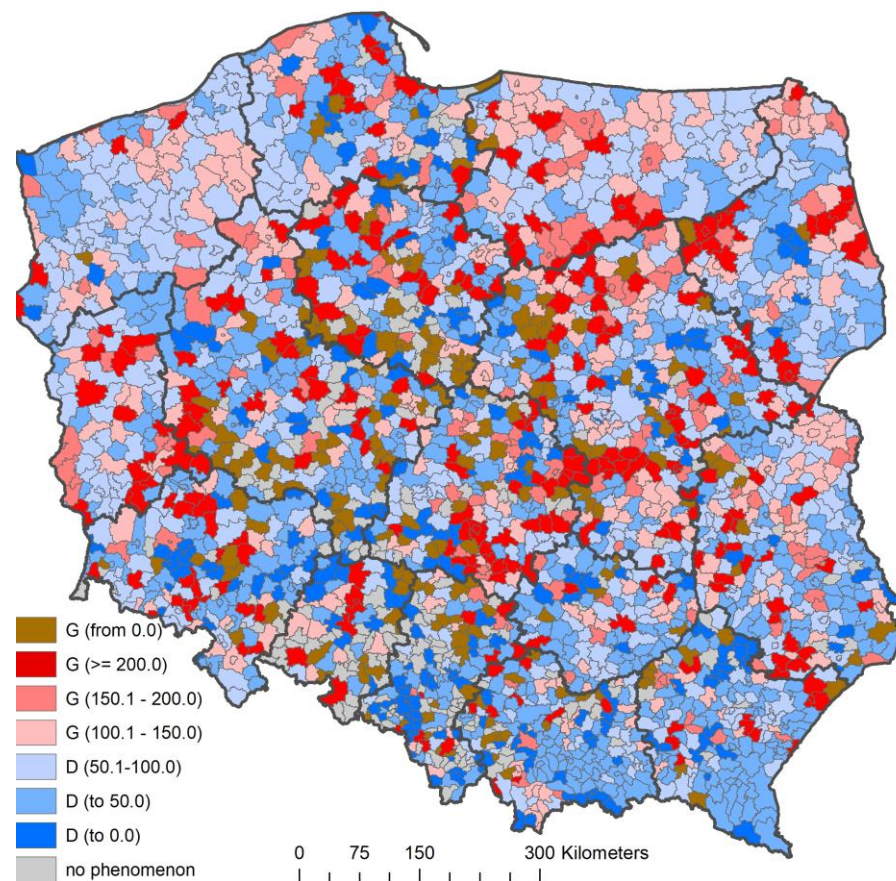 G (from 0.0)
G (>= 200.0)
G (150.1 - 200.0)
G (100.1 - 150.0)
D (50.1-100.0)
D (to 50.0)
D (to 0.0)
no phenomenon
0 75 150 300 Kilometers